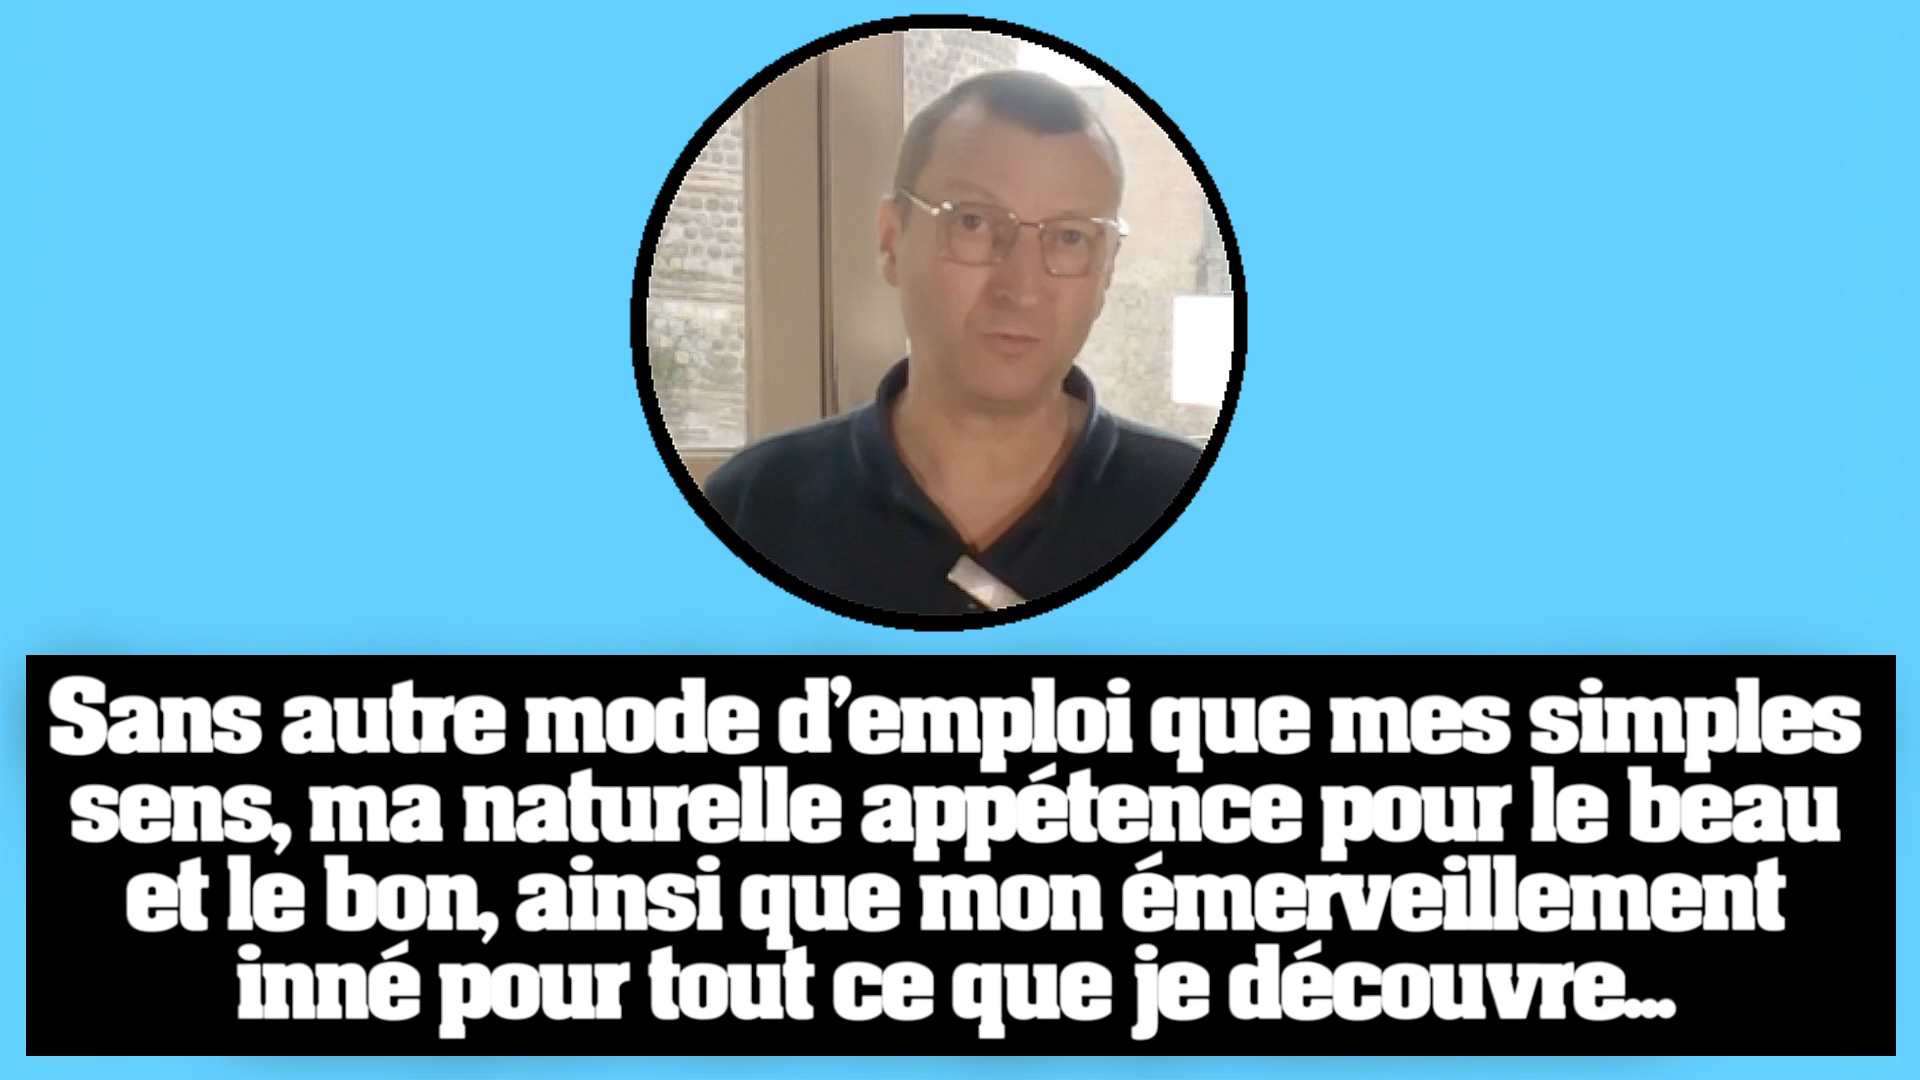 Sans autre mode d’emploi que mes simples
sens, ma naturelle appétence pour le beau
et le bon, ainsi que mon émerveillement
inné pour tout ce que je découvre...